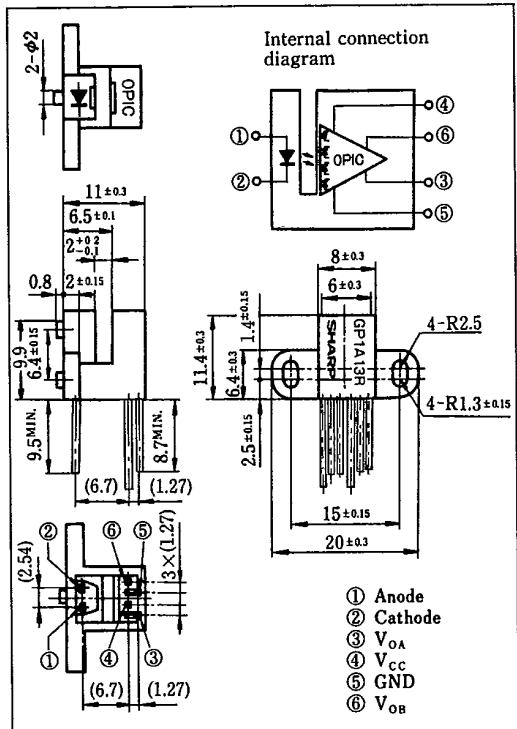 2-φ2
OPIC
Internal connection
diagram
①
②
OPIC
④
⑥
③
⑤
11±0.3
6.5±0.1
2+0.2-0.1
0.8
2±0.15
9.9
6.4±0.15
9.5MIN.
8.7MIN.
(6.7)
(1.27)
8±0.3
6±0.3
1.4±0.15
11.4±0.3
6.4±0.3
2.5±0.15
SHARP
GP1A13R
4-R2.5
4-R1.3±0.15
15±0.15
20±0.3
②
⑥
⑤
(2.54)
3×(1.27)
①
④
③
(6.7)
(1.27)
① Anode
② Cathode
③ VOA
④ VCC
⑤ GND
⑥ VOB